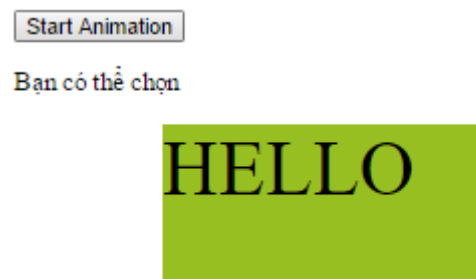 Start Animation
Bạn có thể chọn
HELLO